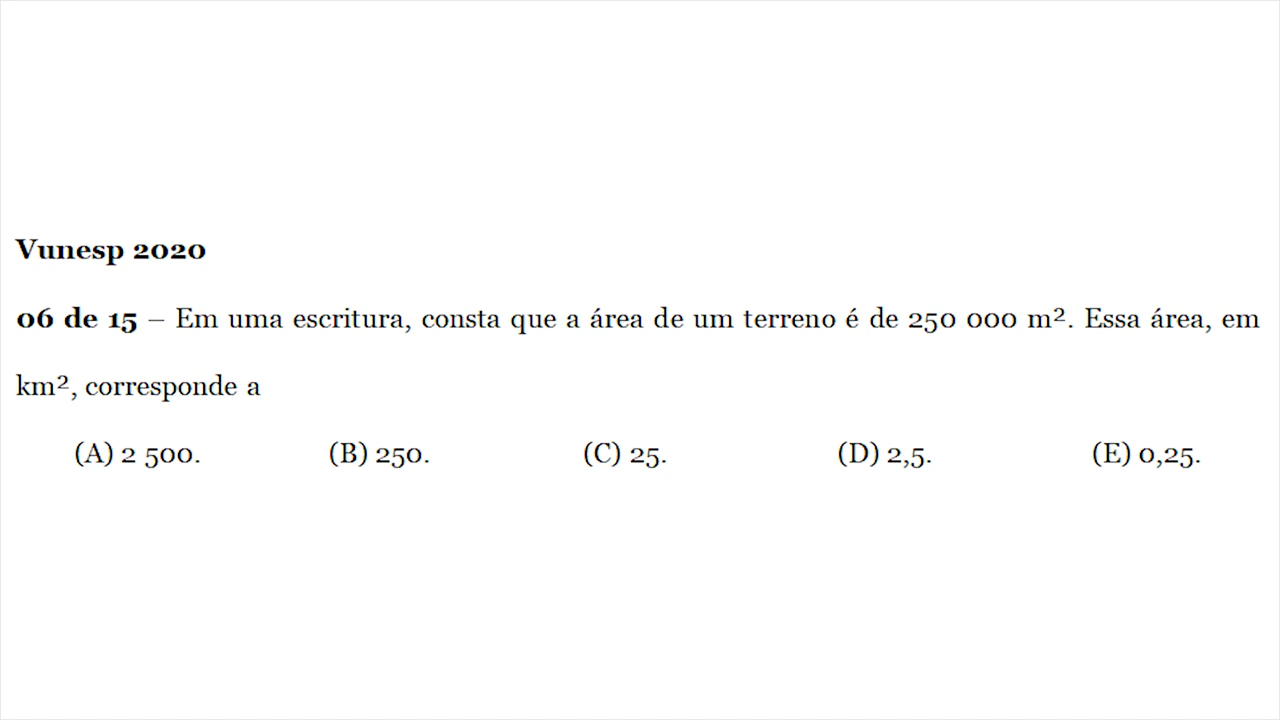 Vunesp 2020
06 de 15 – Em uma escritura, consta que a área de um terreno é de 250 000 m². Essa área, em
km², corresponde a
(A) 2 500. (B) 250. (C) 25. (D) 2,5. (E) 0,25.